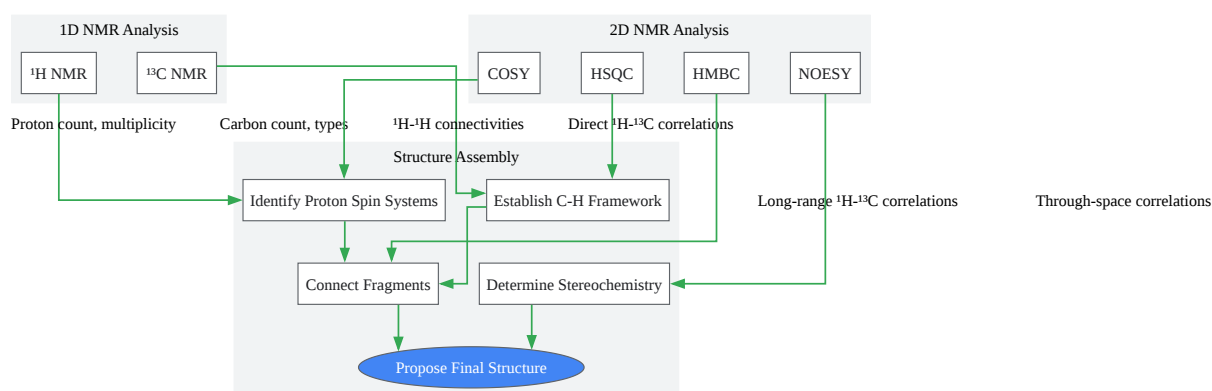 1D NMR Analysis
2D NMR Analysis
¹H NMR
¹³C NMR
COSY
HSQC
HMBC
NOESY
Proton count, multiplicity
Carbon count, types
¹H-¹H connectivities
Direct ¹H-¹³C correlations
Structure Assembly
Identify Proton Spin Systems
Establish C-H Framework
Long-range ¹H-¹³C correlations
Through-space correlations
Connect Fragments
Determine Stereochemistry
Propose Final Structure